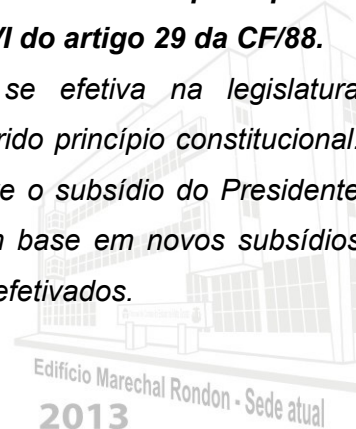 VI do artigo 29 da CF/88.
se efetiva na legislatura
rido princípio constitucional.
e o subsídio do Presidente
base em novos subsídios
efetivados.
Edifício Marechal Rondon - Sede atual
2013